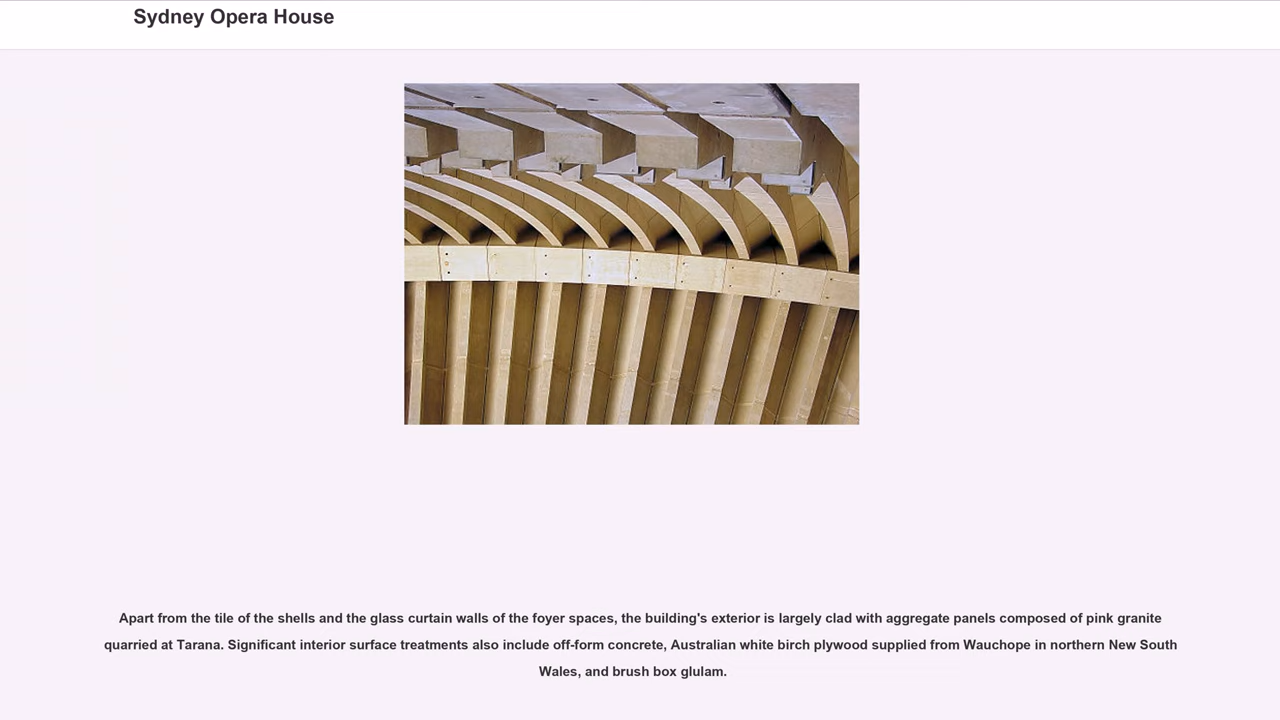 Sydney Opera House
Apart from the tile of the shells and the glass curtain walls of the foyer spaces, the building's exterior is largely clad with aggregate panels composed of pink granite
quarried at Tarana. Significant interior surface treatments also include off-form concrete, Australian white birch plywood supplied from Wauchope in northern New South
Wales, and brush box glulam.